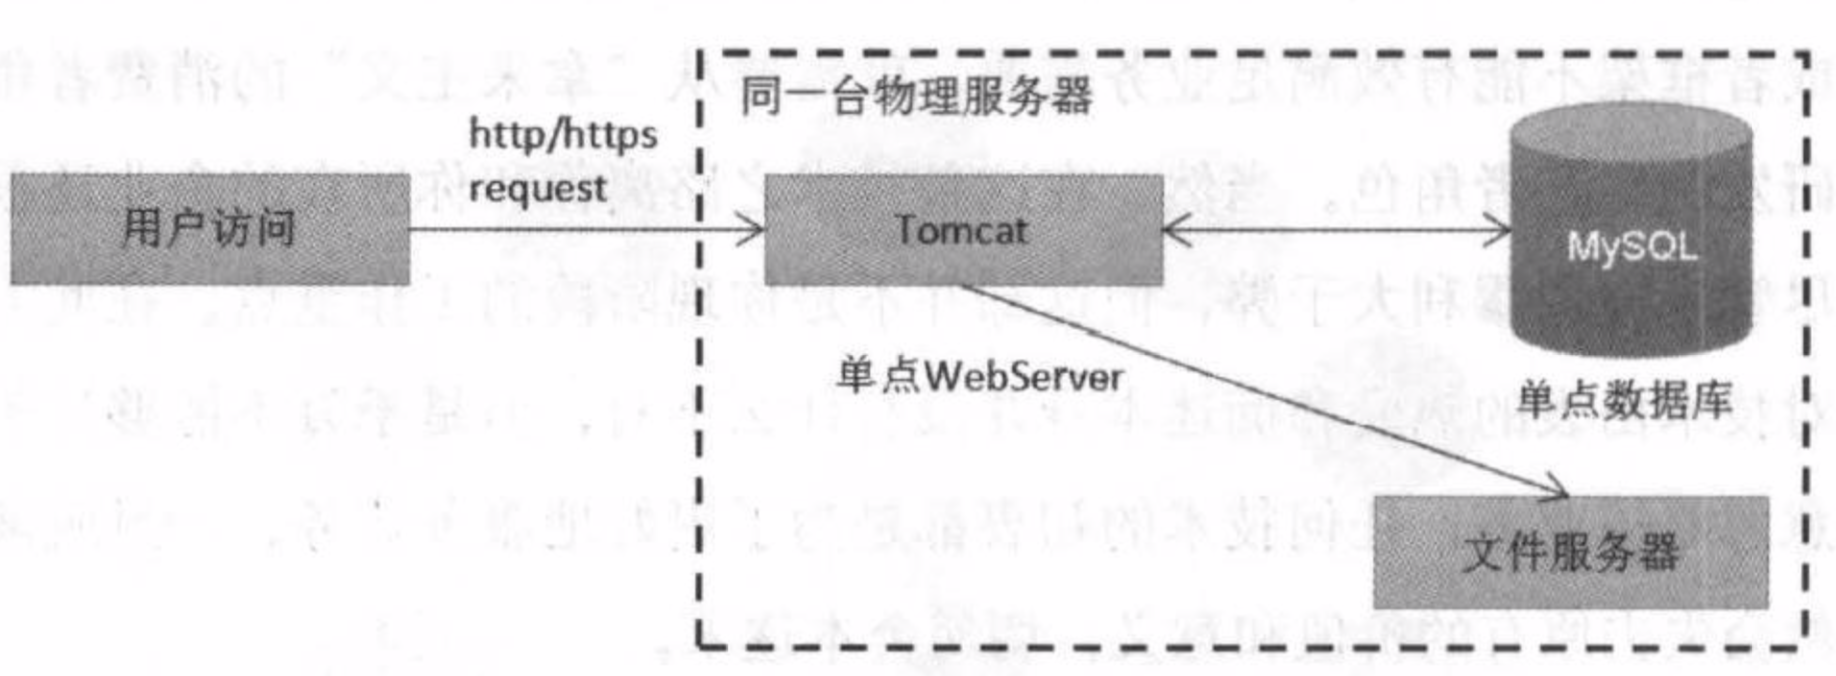 同一台物理服务器
http/https
request
用户访问
Tomcat
MySQL
单点WebServer
单点数据库
文件服务器